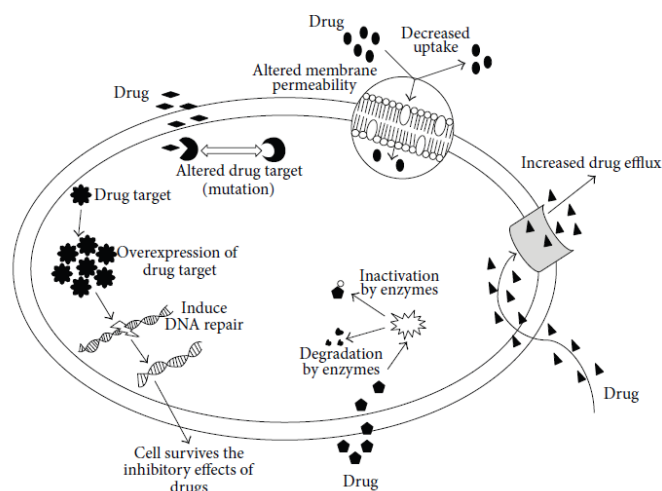 Drug
Decreased
uptake
Altered membrane
permeability
Drug
Increased drug efflux
Altered drug target
(mutation)
Drug target
Overexpression of
drug target
Inactivation
by enzymes
Induce
DNA repair
Degradation
by enzymes
Drug
Cell survives the
inhibitory effects of
drugs
Drug